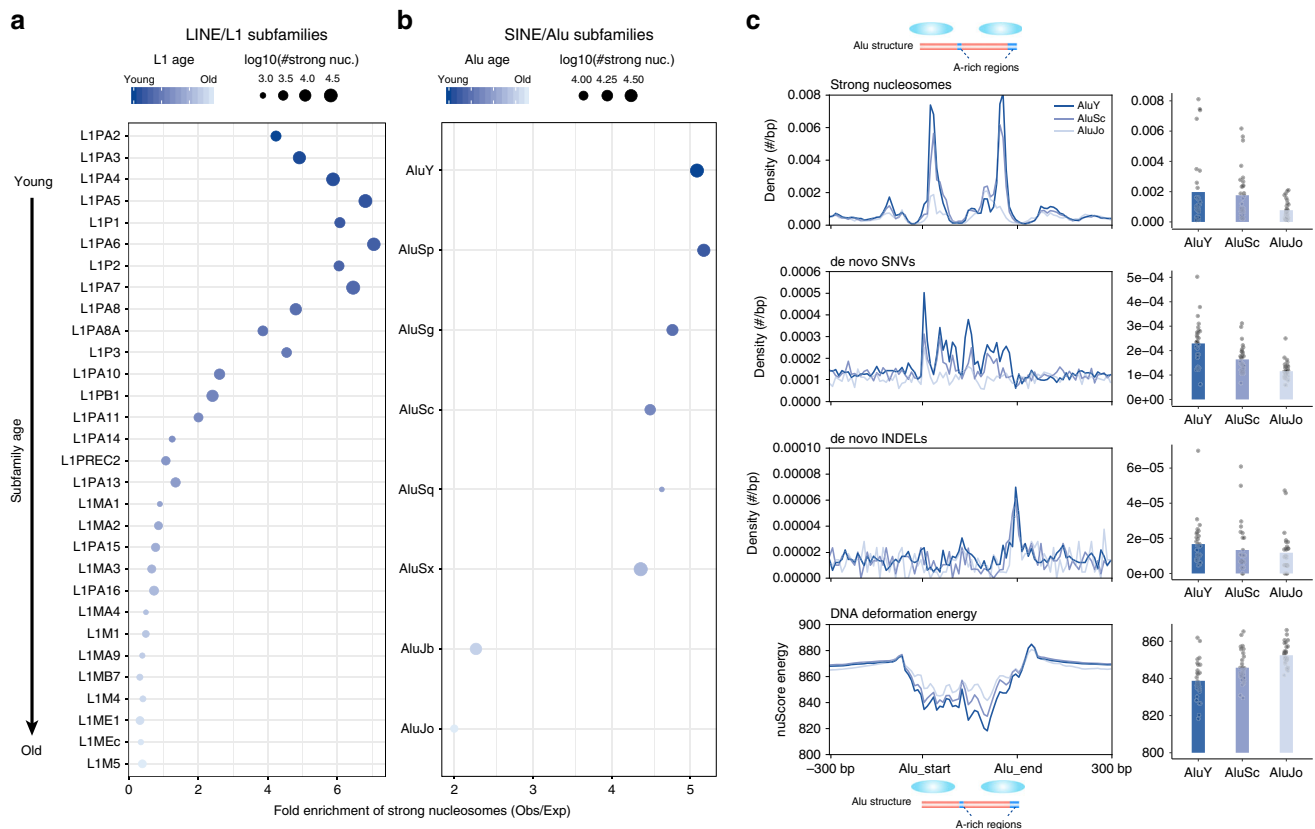 a
LINE/L1 subfamilies
L1 age
Young
Old
log10(#strong nuc.)
3.0
3.5
4.0
4.5
Young
Subfamily age
Old
L1PA2
L1PA3
L1PA4
L1PA5
L1P1
L1PA6
L1P2
L1PA7
L1PA8
L1PA8A
L1P3
L1PA10
L1PB1
L1PA11
L1PA14
L1PREC2
L1PA13
L1MA1
L1MA2
L1PA15
L1MA3
L1PA16
L1MA4
L1M1
L1MA9
L1MB7
L1M4
L1ME1
L1MEc
L1M5
0 2 4 6
b
SINE/Alu subfamilies
Alu age
Young
Old
log10(#strong nuc.)
4.00
4.25
4.50
AluY
AluSp
AluSg
AluSc
AluSq
AluSx
AluJb
AluJo
2 3 4 5
Fold enrichment of strong nucleosomes (Obs/Exp)
c
Alu structure
A-rich regions
Strong nucleosomes
Density (#/bp)
0.008
0.006
0.004
0.002
0.000
AluY
AluSc
AluJo
0.008
0.006
0.004
0.002
0.000
AluY AluSc AluJo
de novo SNVs
Density (#/bp)
0.0006
0.0005
0.0004
0.0003
0.0002
0.0001
0.0000
5e−04
4e−04
3e−04
2e−04
1e−04
0e+00
AluY AluSc AluJo
de novo INDELs
Density (#/bp)
0.00010
0.00008
0.00006
0.00004
0.00002
0.00000
6e−05
4e−05
2e−05
0e+00
AluY AluSc AluJo
DNA deformation energy
nuScore energy
900
880
860
840
820
800
−300 bp Alu_start Alu_end 300 bp
860
840
820
800
AluY AluSc AluJo
Alu structure
A-rich regions